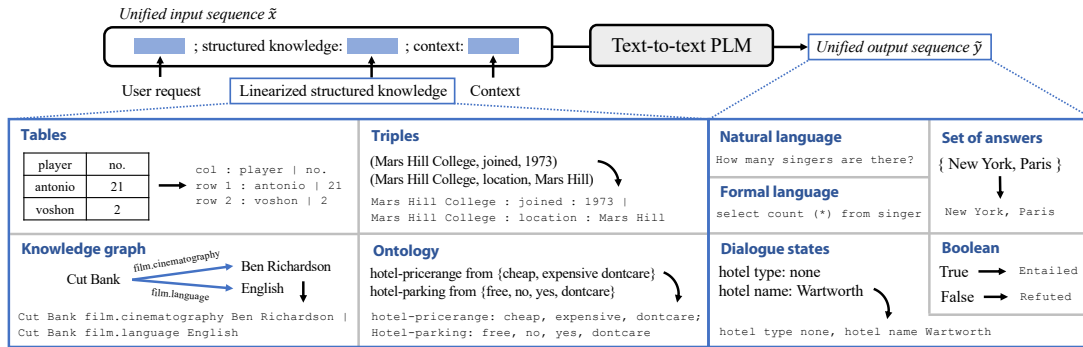 Unified input sequence x̃
; structured knowledge: ; context:
Text-to-text PLM
Unified output sequence ỹ
User request
Linearized structured knowledge
Context
Tables
player no.
antonio 21
voshon 2
col : player | no.
row 1 : antonio | 21
row 2 : voshon | 2
Triples
(Mars Hill College, joined, 1973)
(Mars Hill College, location, Mars Hill)
Mars Hill College : joined : 1973 |
Mars Hill College : location : Mars Hill
Knowledge graph
film.cinematography
Cut Bank
Ben Richardson
English
film.language
Cut Bank film.cinematography Ben Richardson |
Cut Bank film.language English
Ontology
hotel-pricerange from {cheap, expensive dontcare}
hotel-parking from {free, no, yes, dontcare}
hotel-pricerange: cheap, expensive, dontcare;
Hotel-parking: free, no, yes, dontcare
Natural language
How many singers are there?
Formal language
select count (*) from singer
Set of answers
{ New York, Paris }
New York, Paris
Dialogue states
hotel type: none
hotel name: Wartworth
hotel type none, hotel name Wartworth
Boolean
True Entailed
False Refuted